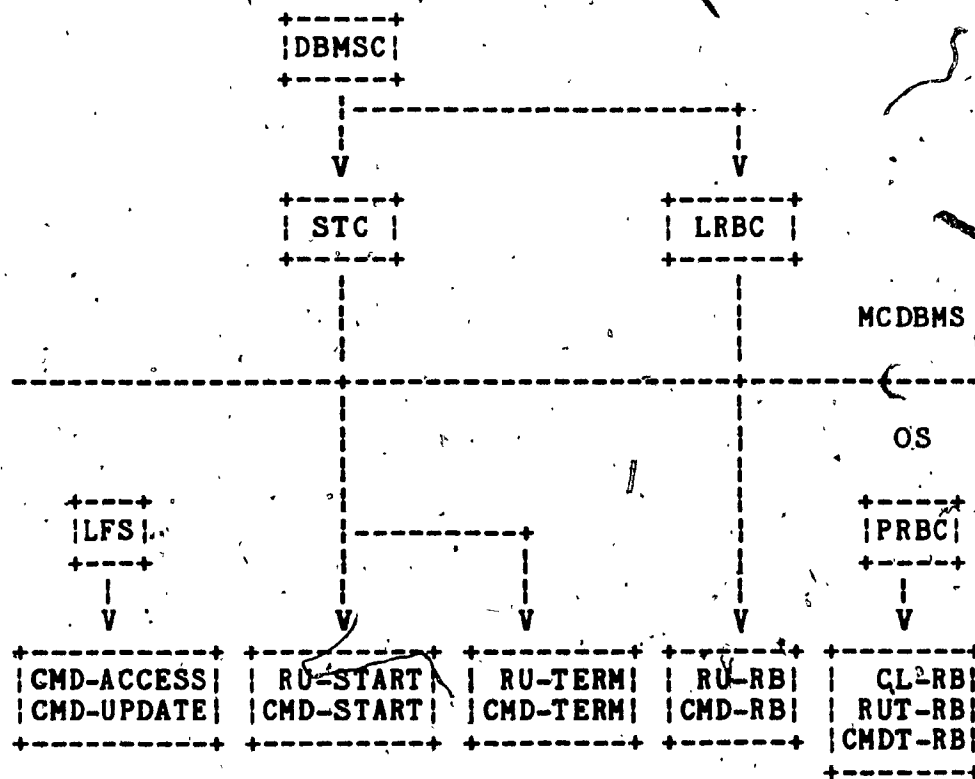 DBMSC
STC LRBC
MCDBMS
OS
LFS PRBC
CMD-ACCESS RU-START RU-TERM RU-RB CL-RB
CMD-UPDATE CMD-START CMD-TERM CMD-RB RUT-RB
CMDT-RB